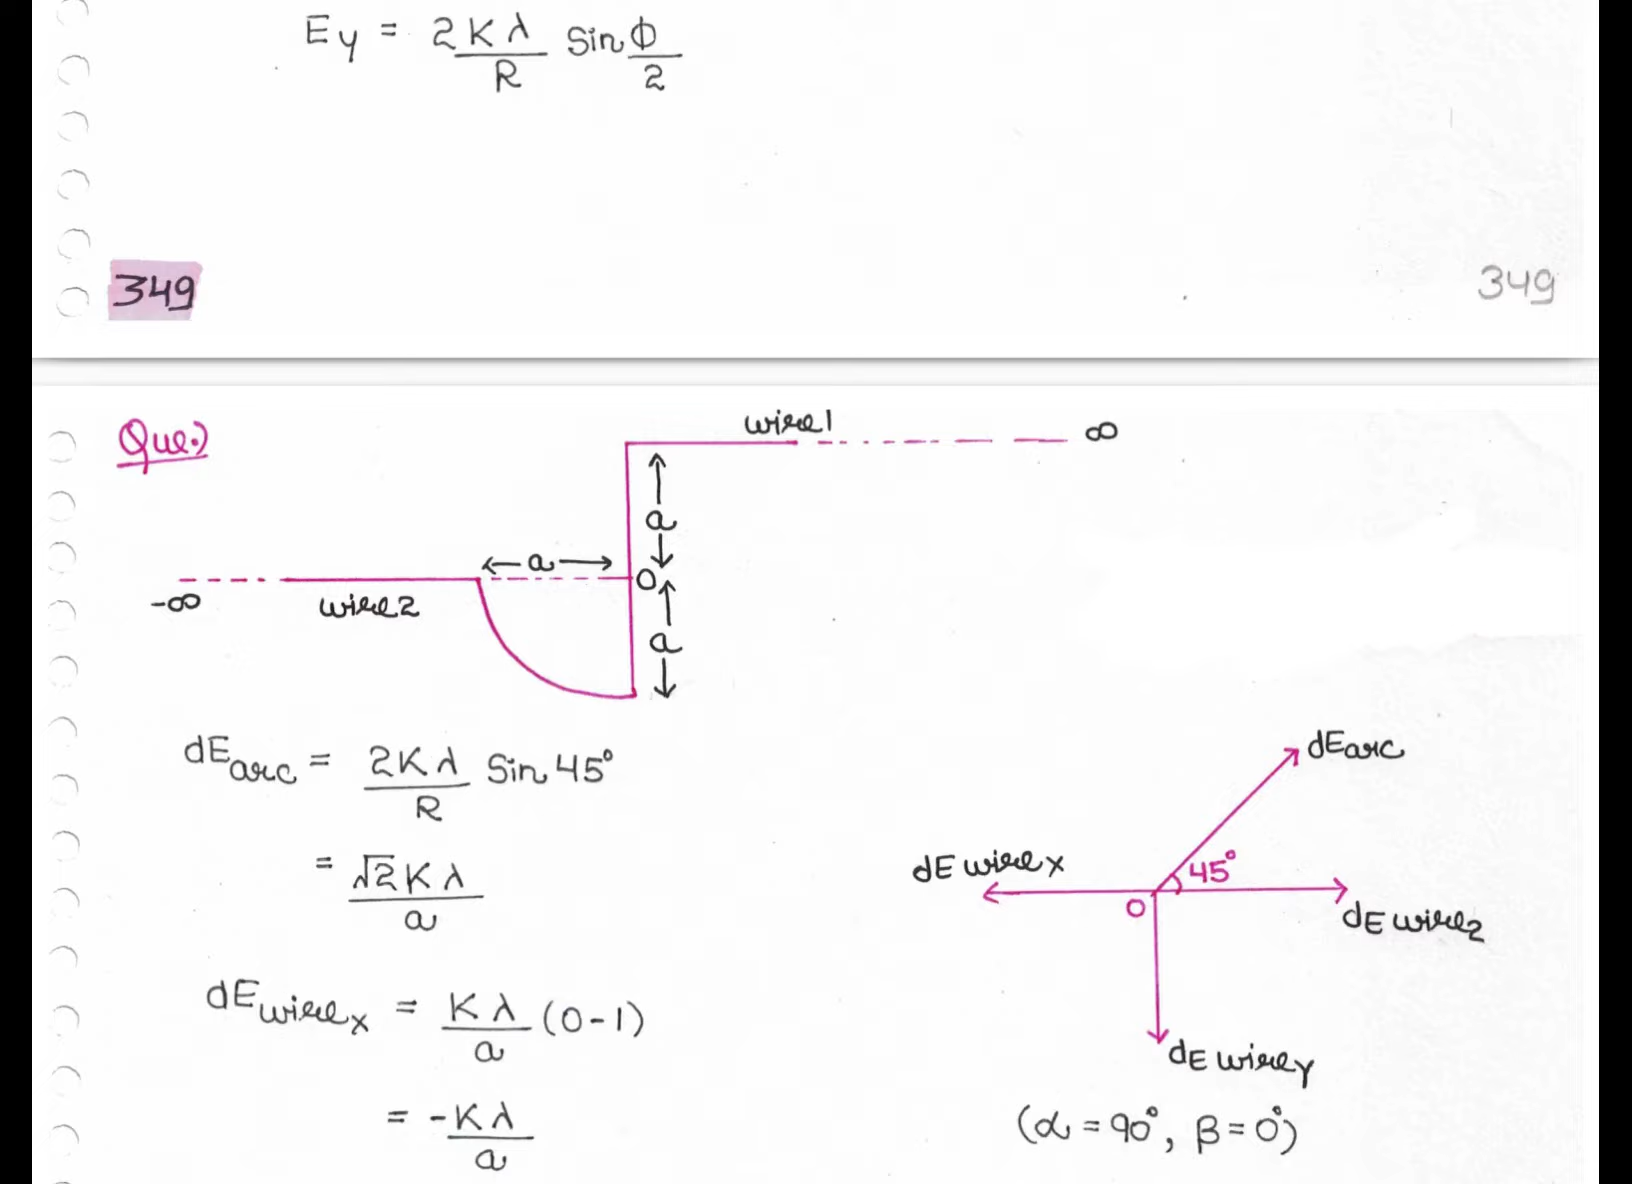 Ey = 2Kλ/R Sin Φ/2
349
349
Que.)
wire1
∞
a
a
O
-∞
wire2
a
dEarc = 2Kλ/R Sin 45°
dEarc
= √2Kλ/a
dE wirex
45°
O
dE wire2
dEwirex = Kλ/a (0-1)
dE wirey
= -Kλ/a
(α = 90°, β = 0°)